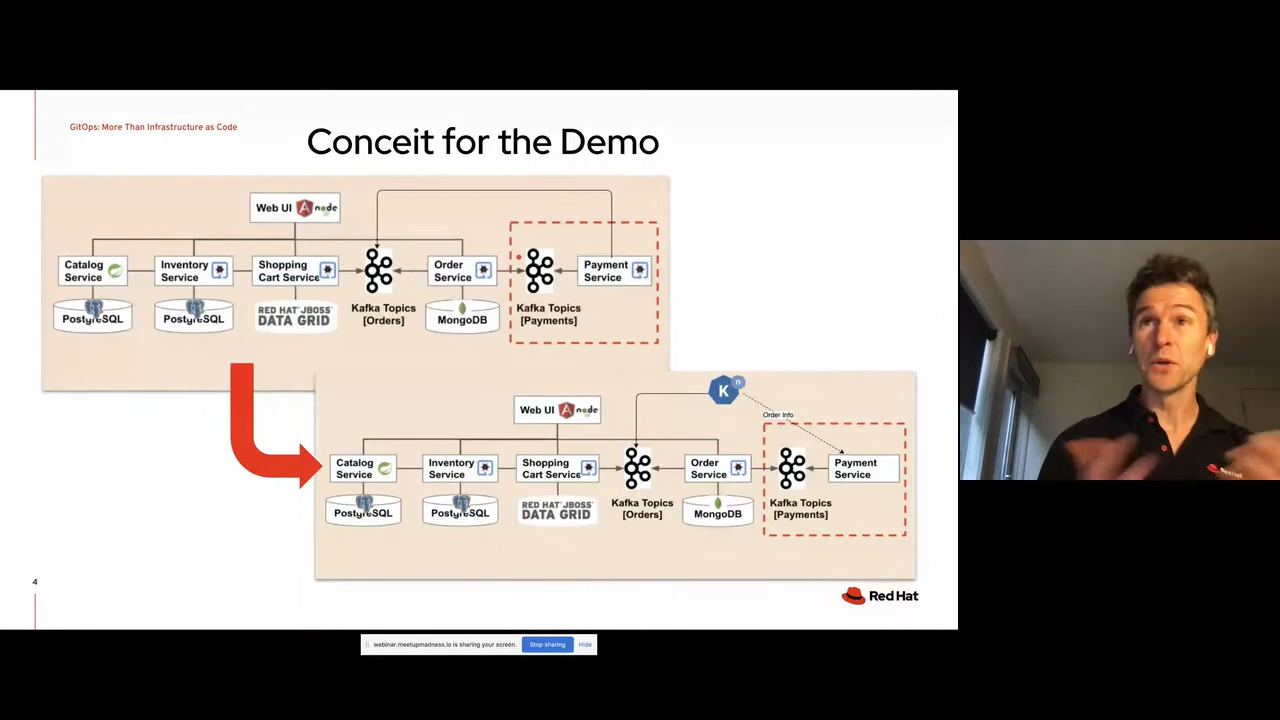 GitOps: More Than Infrastructure as Code
Conceit for the Demo
Web UI
node
Catalog
Service
Inventory
Service
Shopping
Cart Service
Order
Service
Payment
Service
PostgreSQL
PostgreSQL
RED HAT JBOSS
DATA GRID
Kafka Topics
[Orders]
MongoDB
Kafka Topics
[Payments]
K
n
Order Info
Web UI
node
Catalog
Service
Inventory
Service
Shopping
Cart Service
Order
Service
Payment
Service
PostgreSQL
PostgreSQL
RED HAT JBOSS
DATA GRID
Kafka Topics
[Orders]
MongoDB
Kafka Topics
[Payments]
4
Red Hat
webinar.meetupmadness.io is sharing your screen.
Stop sharing
Hide
Red Hat